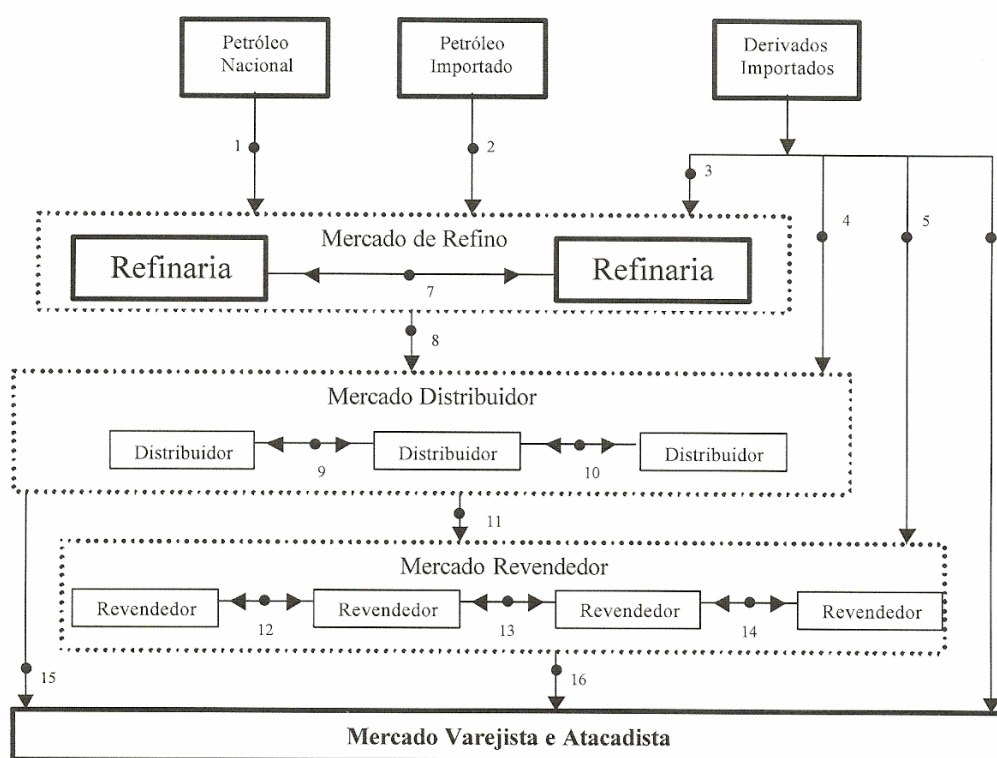 Petróleo
Nacional
Petróleo
Importado
Derivados
Importados
1
2
3
4
5
Mercado de Refino
Refinaria
Refinaria
7
8
Mercado Distribuidor
Distribuidor
Distribuidor
Distribuidor
9
10
11
Mercado Revendedor
Revendedor
Revendedor
Revendedor
Revendedor
12
13
14
15
16
Mercado Varejista e Atacadista